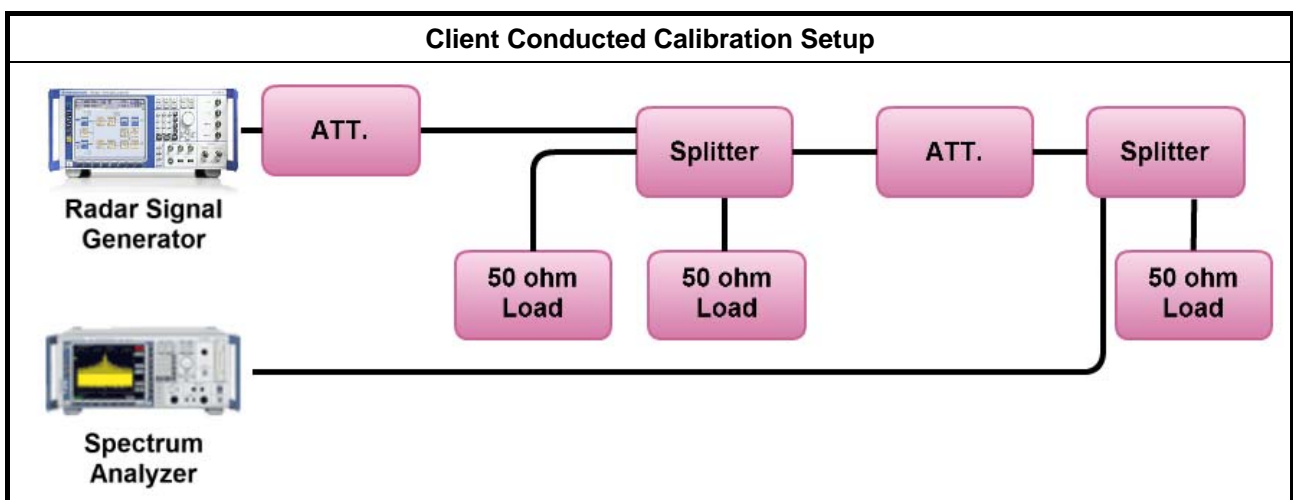 Client Conducted Calibration Setup
ATT.
Splitter
ATT.
Splitter
Radar Signal
Generator
50 ohm
Load
50 ohm
Load
50 ohm
Load
Spectrum
Analyzer